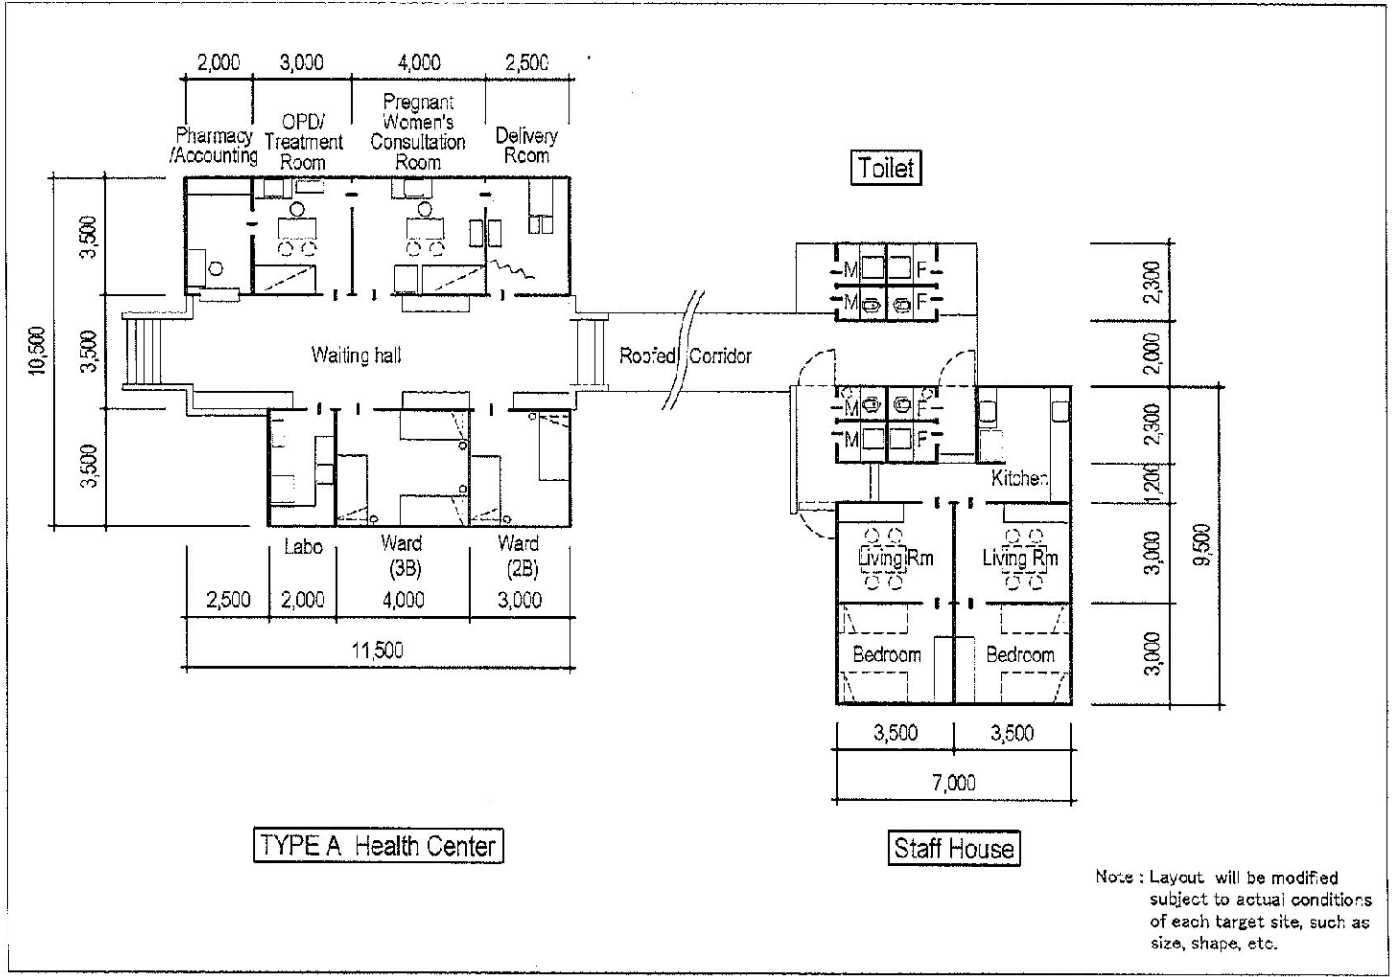 2,000
3,000
4,000
2,500
Pharmacy
/Accounting
OPD/
Treatment
Room
Pregnant
Women's
Consultation
Room
Delivery
Room
Toilet
10,500
3,500
3,500
3,500
Waiting hall
Roofed Corridor
M
F
M
F
M
F
M
F
Kitchen
Living Rm
Living Rm
Bedroom
Bedroom
2,300
2,000
2,300
1,200
3,000
3,000
9,500
Labo
Ward
(3B)
Ward
(2B)
2,500
2,000
4,000
3,000
11,500
3,500
3,500
7,000
TYPE A Health Center
Staff House
Note : Layout will be modified
subject to actual conditions
of each target site, such as
size, shape, etc.